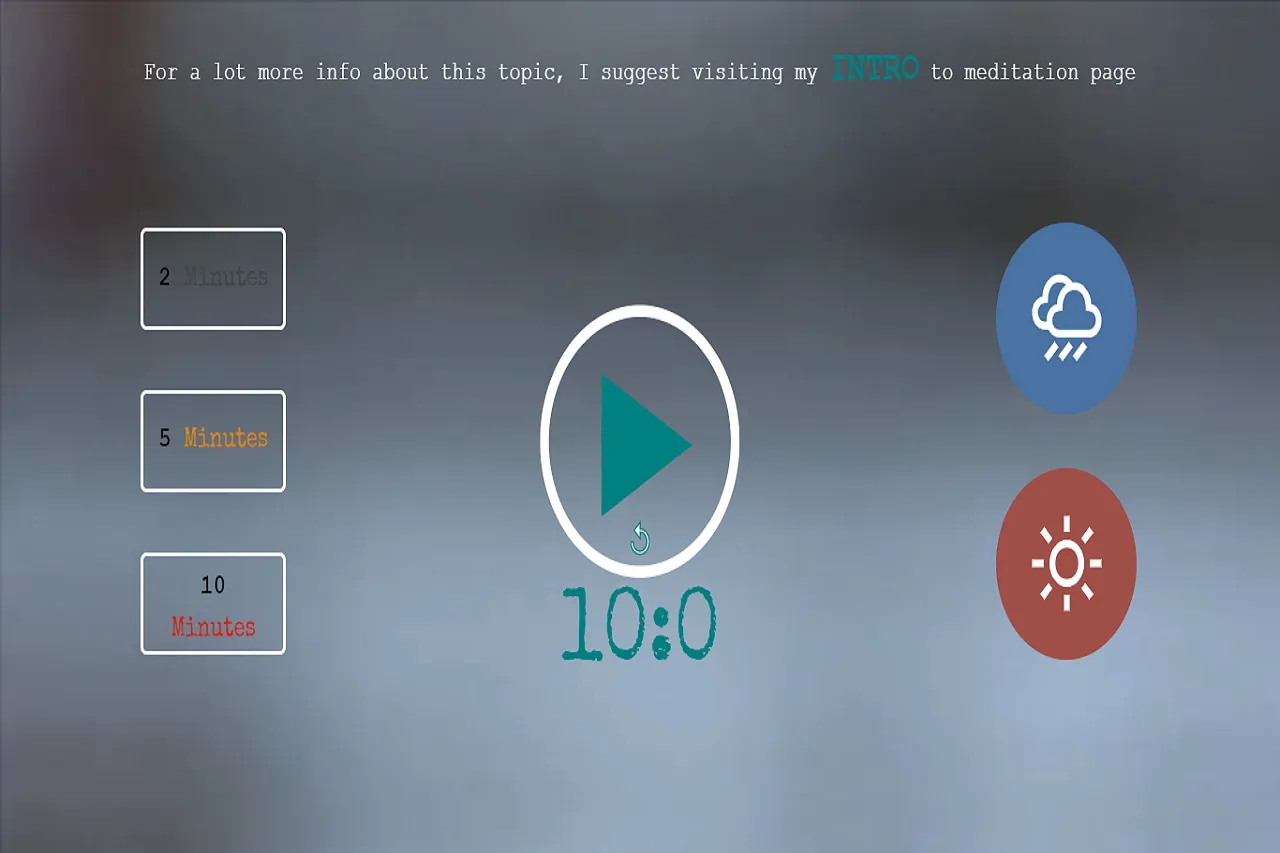 For a lot more info about this topic, I suggest visiting my INTRO to meditation page
2 Minutes
5 Minutes
10
Minutes
10:0